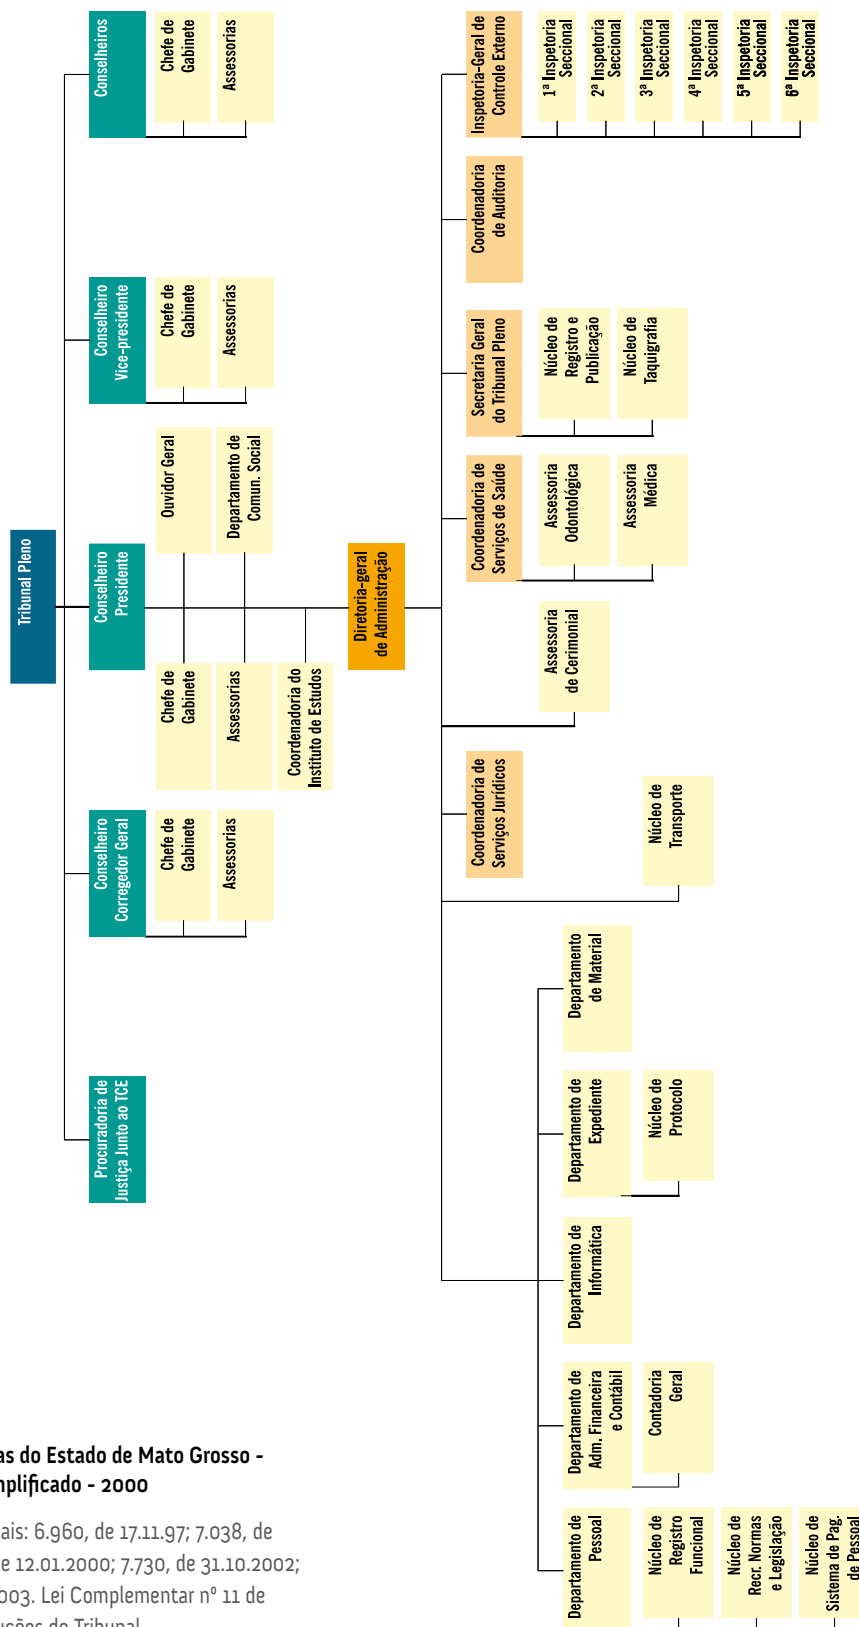 Tribunal Pleno
Procuradoria de
Justiça Junto ao TCE
Conselheiro
Corregedor Geral
Chefe de
Gabinete
Assessorias
Conselheiro
Presidente
Chefe de
Gabinete
Assessorias
Coordenadoria do
Instituto de Estudos
Ouvidor Geral
Departamento de
Comun. Social
Conselheiro
Vice-presidente
Chefe de
Gabinete
Assessorias
Conselheiros
Chefe de
Gabinete
Assessorias
Diretoria-geral
de Administração
Coordenadoria de
Serviços Jurídicos
Assessoria
de Cerimonial
Coordenadoria de
Serviços de Saúde
Assessoria
Odontológica
Assessoria
Médica
Secretaria Geral
do Tribunal Pleno
Núcleo de
Registro e
Publicação
Núcleo de
Taquigrafia
Coordenadoria
de Auditoria
Inspetoria-Geral de
Controle Externo
1ª Inspetoria
Seccional
2ª Inspetoria
Seccional
3ª Inspetoria
Seccional
4ª Inspetoria
Seccional
5ª Inspetoria
Seccional
6ª Inspetoria
Seccional
Núcleo de
Transporte
Departamento de
Pessoal
Núcleo de
Registro
Funcional
Núcleo de
Recr. Normas
e Legislação
Núcleo de
Sistema de Pag.
de Pessoal
Departamento de
Adm. Financeira
e Contábil
Contadoria
Geral
Departamento de
Informática
Departamento de
Expediente
Núcleo de
Protocolo
Departamento
de Material
as do Estado de Mato Grosso -
mplificado - 2000
ais: 6.960, de 17.11.97; 7.038, de
e 12.01.2000; 7.730, de 31.10.2002;
003. Lei Complementar nº 11 de
do Tribunal